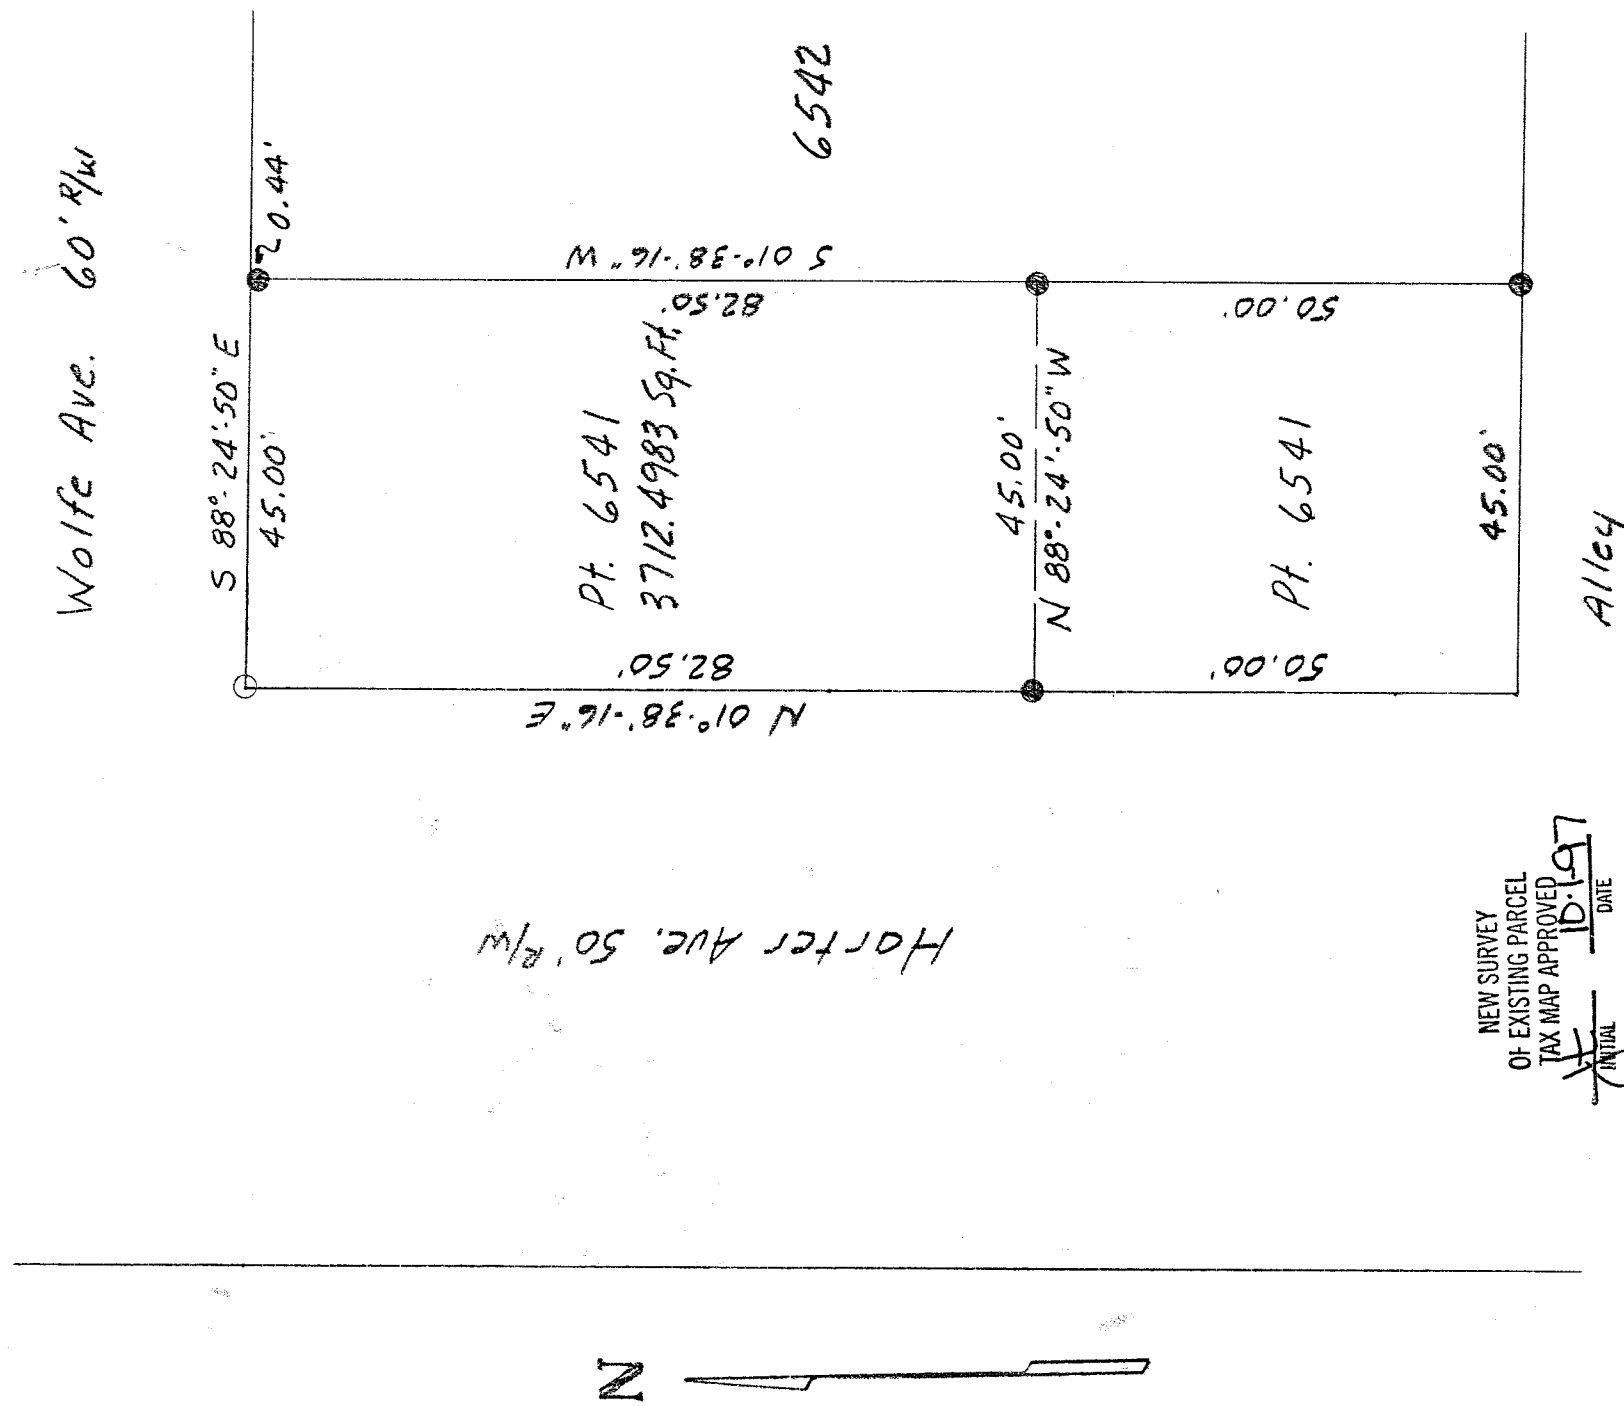 Wolfe Ave. 60' R/W
S 88°-24'-50" E
45.00'
0.44'
6542
S 01°-38'-16" W
82.50'
Pt. 6541
3712.4983 Sq.Ft.
82.50'
N 01°-38'-16" E
45.00'
N 88°-24'-50" W
50.00'
Pt. 6541
50.00'
45.00'
Alley
Harter Ave. 50' R/W
NEW SURVEY
OF EXISTING PARCEL
TAX MAP APPROVED
10-1-97
INITIAL DATE
N